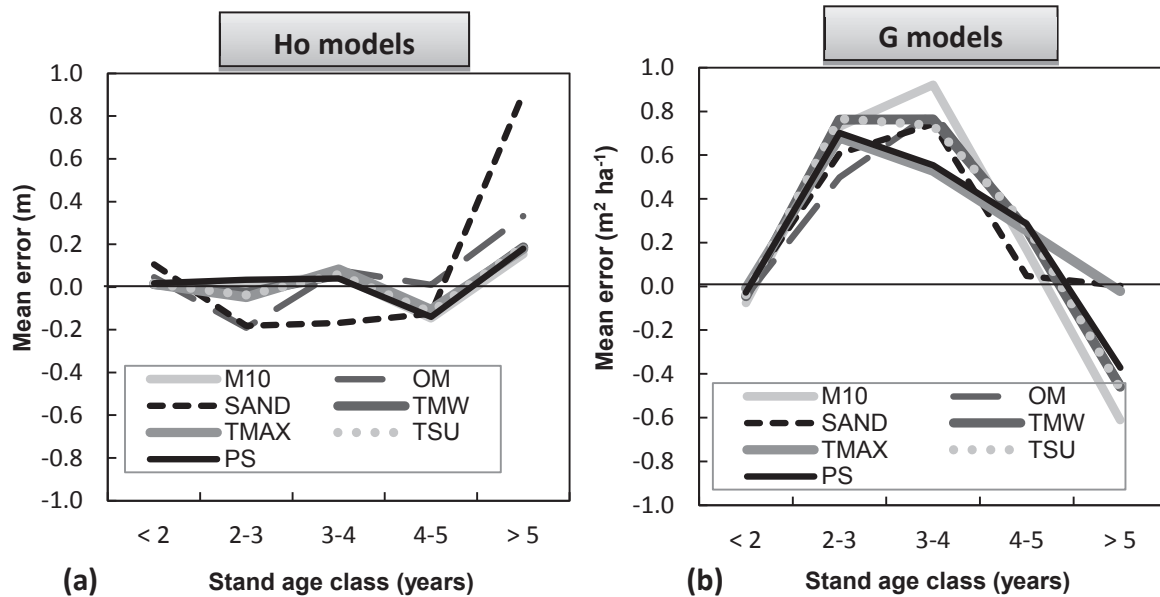 Ho models
1.0
0.8
0.6
0.4
0.2
0.0
-0.2
-0.4
-0.6
-0.8
-1.0
Mean error (m)
M10 OM
SAND TMW
TMAX TSU
PS
< 2 2-3 3-4 4-5 > 5
(a) Stand age class (years)
G models
1.0
0.8
0.6
0.4
0.2
0.0
-0.2
-0.4
-0.6
-0.8
-1.0
Mean error (m² ha⁻¹)
M10 OM
SAND TMW
TMAX TSU
PS
< 2 2-3 3-4 4-5 > 5
(b) Stand age class (years)